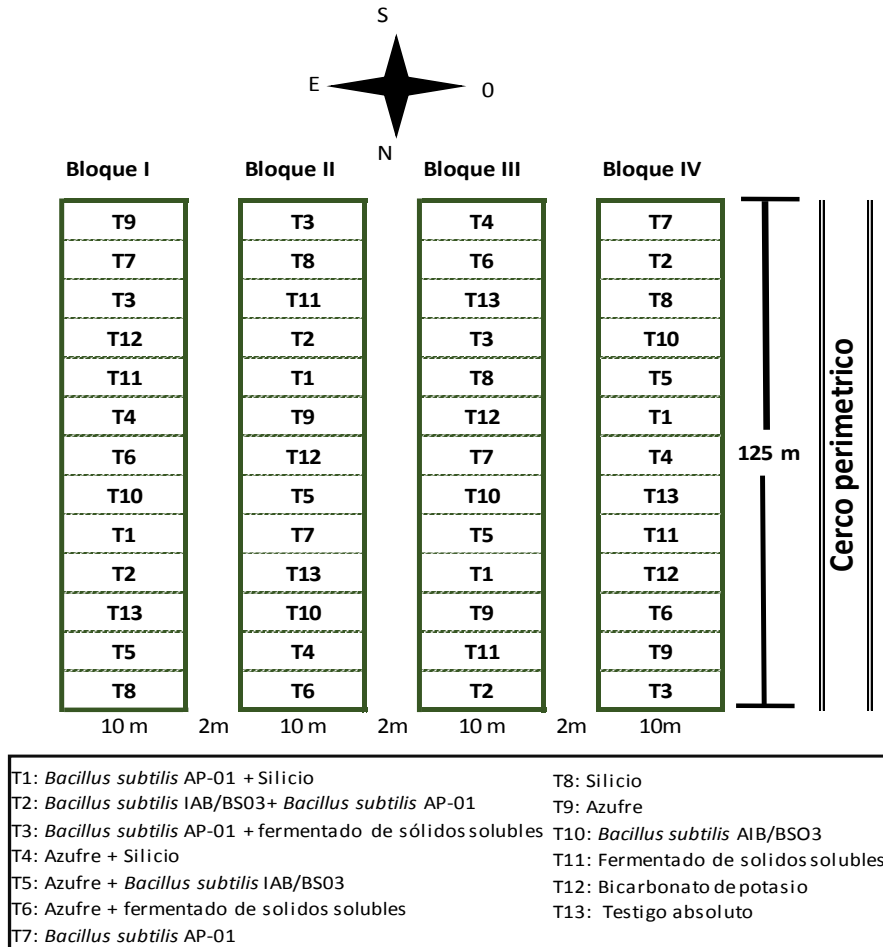 S
E
O
N
Bloque I Bloque II Bloque III Bloque IV
T9 T3 T4 T7
T7 T8 T6 T2
T3 T11 T13 T8
T12 T2 T3 T10
T11 T1 T8 T5
T4 T9 T12 T1
T6 T12 T7 T4
T10 T5 T10 T13
T1 T7 T5 T11
T2 T13 T1 T12
T13 T10 T9 T6
T5 T4 T11 T9
T8 T6 T2 T3
125 m
Cerco perimetrico
10 m 2m 10 m 2m 10 m 2m 10m
T1: Bacillus subtilis AP-01 + Silicio
T2: Bacillus subtilis IAB/BS03+ Bacillus subtilis AP-01
T3: Bacillus subtilis AP-01 + fermentado de sólidos solubles
T4: Azufre + Silicio
T5: Azufre + Bacillus subtilis IAB/BS03
T6: Azufre + fermentado de solidos solubles
T7: Bacillus subtilis AP-01
T8: Silicio
T9: Azufre
T10: Bacillus subtilis AIB/BSO3
T11: Fermentado de solidos solubles
T12: Bicarbonato de potasio
T13: Testigo absoluto